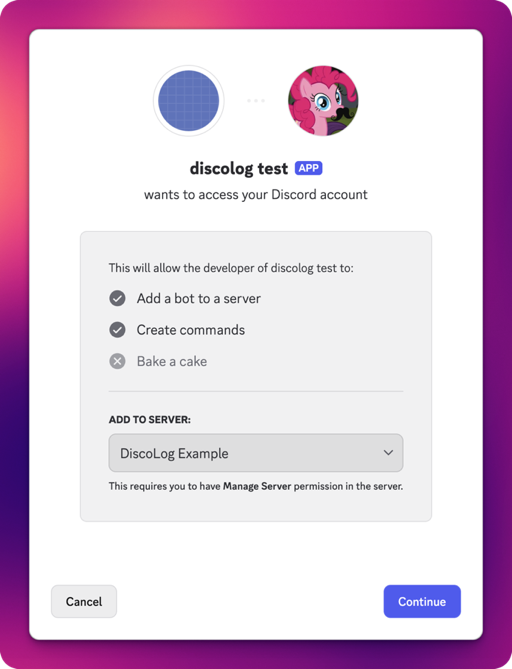 discolog test APP
wants to access your Discord account
This will allow the developer of discolog test to:
Add a bot to a server
Create commands
Bake a cake
ADD TO SERVER:
DiscoLog Example
This requires you to have Manage Server permission in the server.
Cancel
Continue